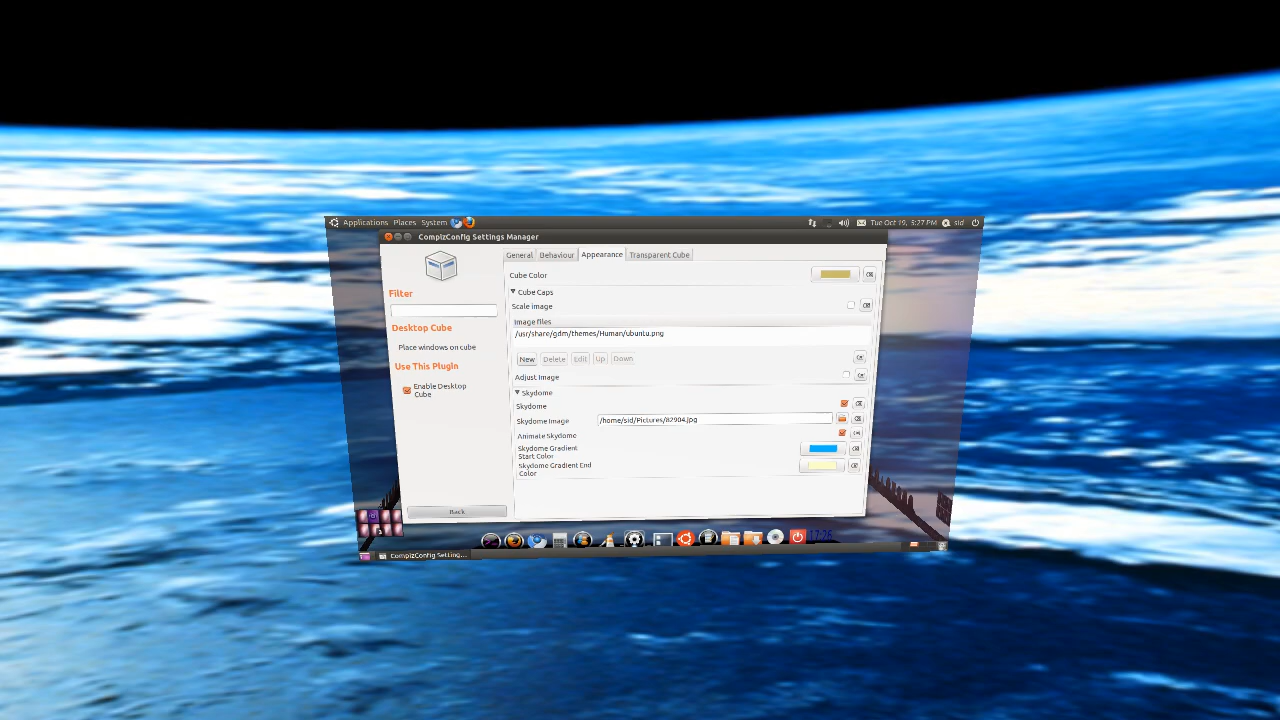 Applications Places System
Tue Oct 19, 5:27 PM sid
CompizConfig Settings Manager
General Behaviour Appearance Transparent Cube
Filter
Desktop Cube
Place windows on cube
Use This Plugin
Enable Desktop
Cube
Back
Cube Color
Cube Caps
Scale image
Image files
/usr/share/gdm/themes/Human/ubuntu.png
New Delete Edit Up Down
Adjust Image
Skydome
Skydome
Skydome Image /home/sid/Pictures/82904.jpg
Animate Skydome
Skydome Gradient
Start Color
Skydome Gradient End
Color
CompizConfig Setting...